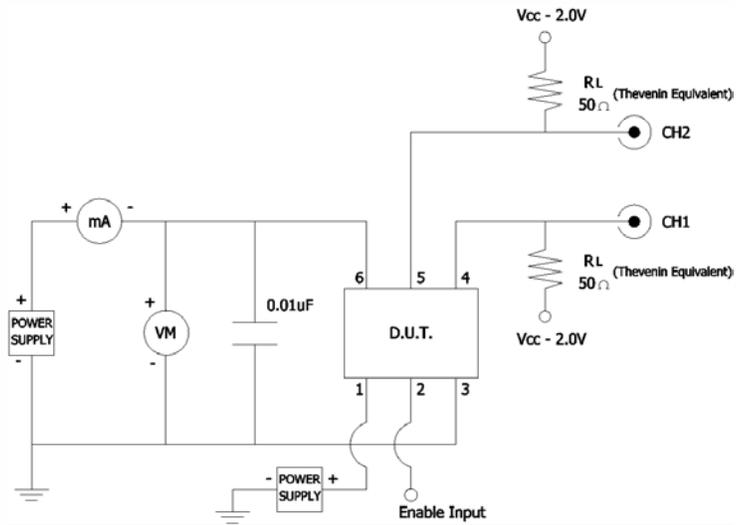 Vcc - 2.0V
RL
50Ω
(Thevenin Equivalent)
CH2
+
mA
-
CH1
6
5
4
RL
50Ω
(Thevenin Equivalent)
+
POWER
SUPPLY
-
+
VM
-
0.01uF
D.U.T.
Vcc - 2.0V
1
2
3
-
POWER
SUPPLY
+
Enable Input